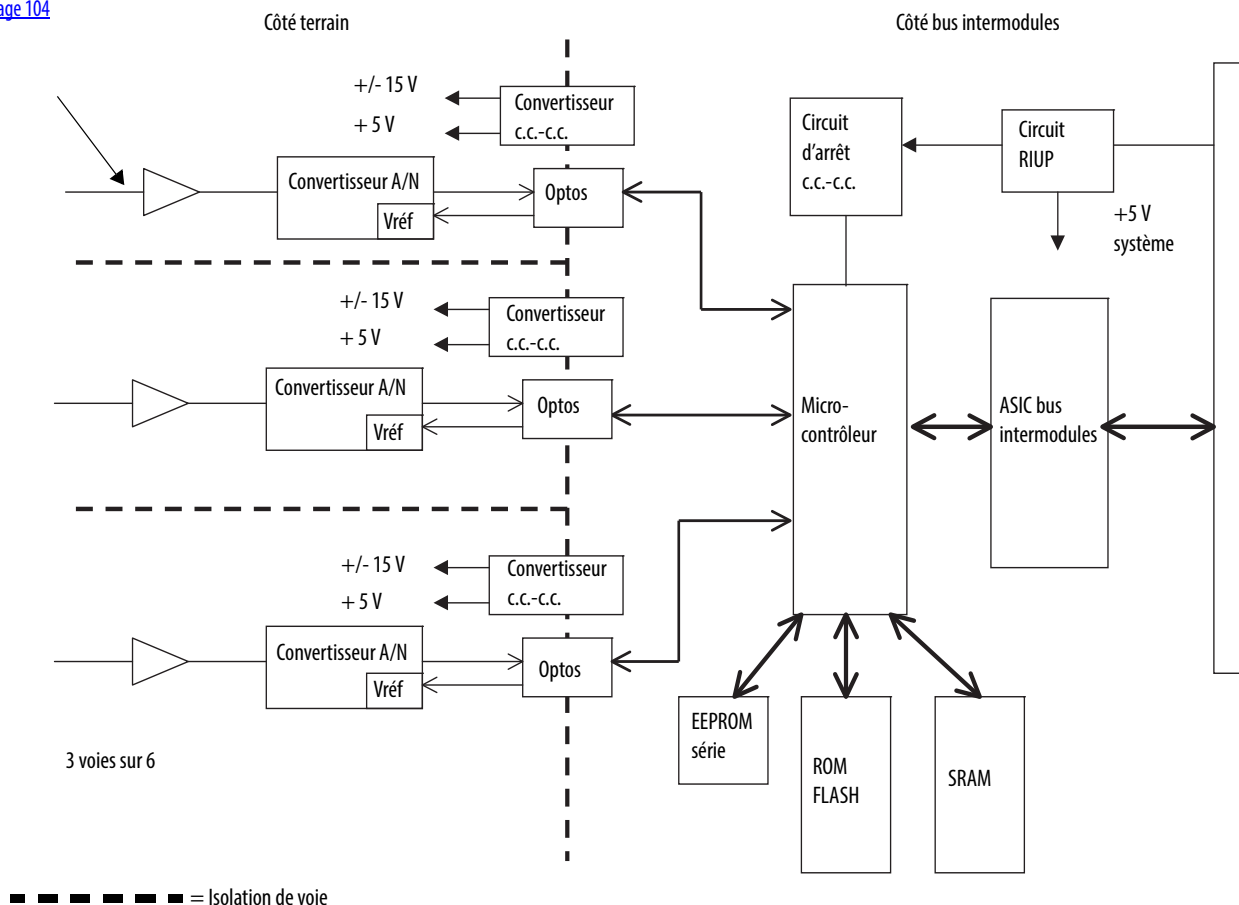 age 104
Côté terrain
Côté bus intermodules
+/- 15 V
+ 5 V
Convertisseur
c.c.-c.c.
Circuit
d'arrêt
c.c.-c.c.
Circuit
RIUP
+5 V
système
Convertisseur A/N
Vréf
Optos
+/- 15 V
+ 5 V
Convertisseur
c.c.-c.c.
Convertisseur A/N
Vréf
Optos
Micro-
contrôleur
ASIC bus
intermodules
+/- 15 V
+ 5 V
Convertisseur
c.c.-c.c.
Convertisseur A/N
Vréf
Optos
EEPROM
série
ROM
FLASH
SRAM
3 voies sur 6
= Isolation de voie